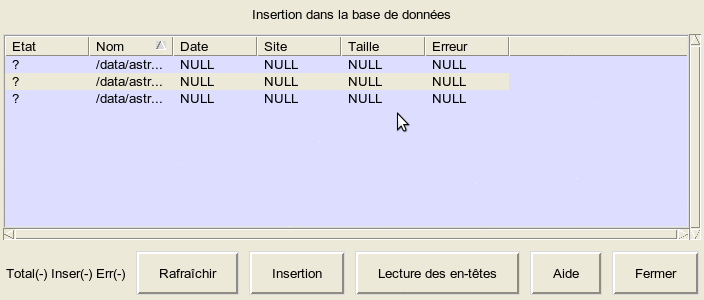 Insertion dans la base de données
Etat Nom Date Site Taille Erreur
? /data/astr... NULL NULL NULL NULL
? /data/astr... NULL NULL NULL NULL
? /data/astr... NULL NULL NULL NULL
Total(-) Inser(-) Err(-) Rafraîchir Insertion Lecture des en-têtes Aide Fermer